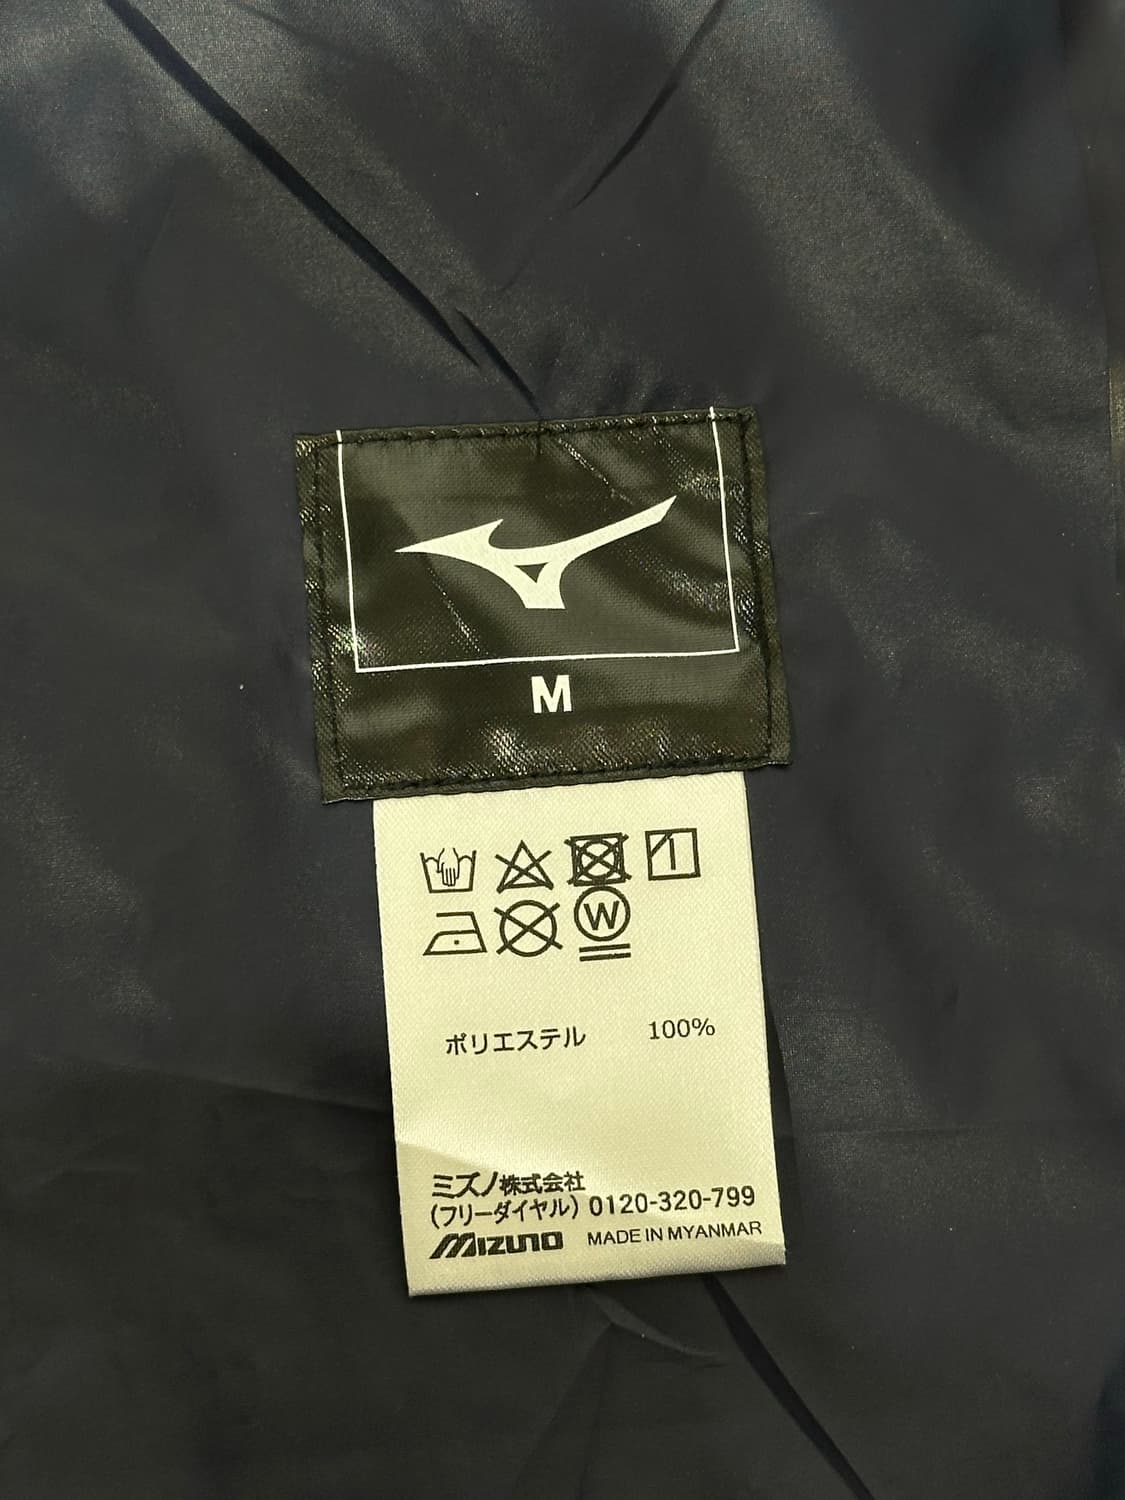 M
W
ポリエステル 100%
ミズノ株式会社
(フリーダイヤル) 0120-320-799
MIZUNO MADE IN MYANMAR